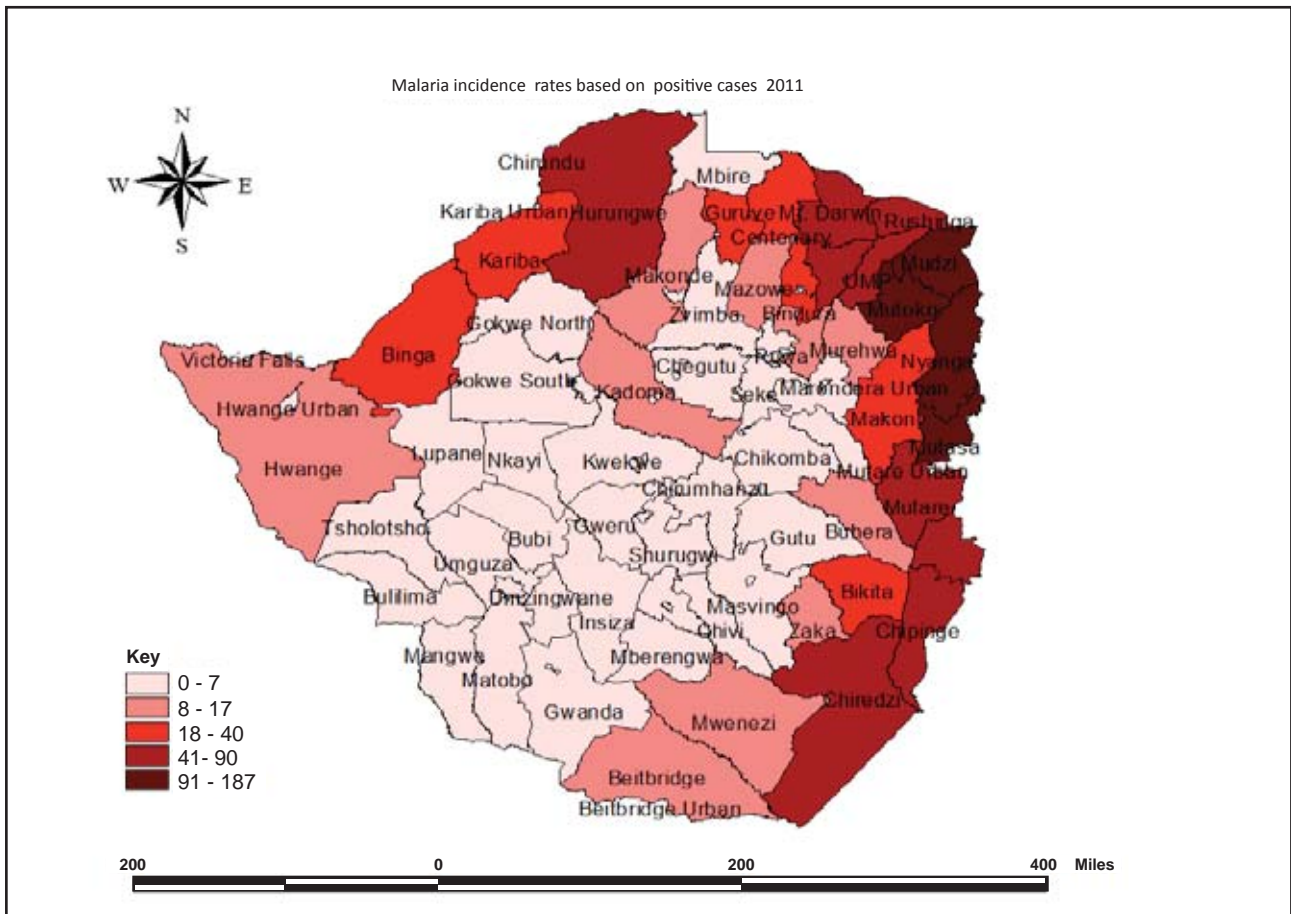 Malaria incidence rates based on positive cases 2011
N
W E
S
Chirundu
Mbire
Kariba Urban
Hurungwe
Guruve
Mt. Darwin
Rushinga
Centenary
Kariba
Makonde
Mudzi
UMP
Mazowe
Mutoko
Zvimba
Bindura
Gokwe North
Victoria Falls
Binga
Chegutu
Murehwa
Nyanga
Gokwe South
Kadoma
Seke
Marondera Urban
Hwange Urban
Makoni
Lupane
Nkayi
Kwekwe
Chikomba
Mutasa
Hwange
Mutare Urban
Chirumhanzu
Mutare
Tsholotsho
Gweru
Buhera
Bubi
Gutu
Umguza
Shurugwi
Bulilima
Umzingwane
Bikita
Masvingo
Insiza
Chivi
Zaka
Chipinge
Mangwe
Mberengwa
Matobo
Chiredzi
Gwanda
Mwenezi
Beitbridge
Beitbridge Urban
Key
0 - 7
8 - 17
18 - 40
41- 90
91 - 187
200 0 200 400 Miles